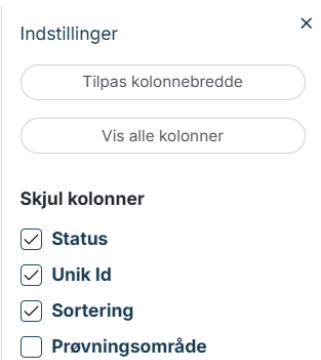 Indstillinger
Tilpas kolonnebredde
Vis alle kolonner
Skjul kolonner
Status
Unik Id
Sortering
Prøvningsområde